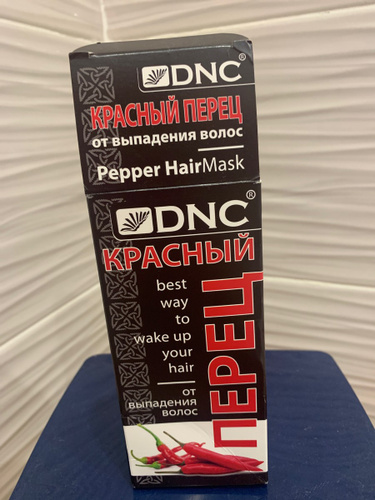 DNC®
КРАСНЫЙ ПЕРЕЦ
от выпадения волос
Pepper HairMask
DNC®
КРАСНЫЙ
ПЕРЕЦ
best
way
to
wake up
your
hair
от
выпадения
волос